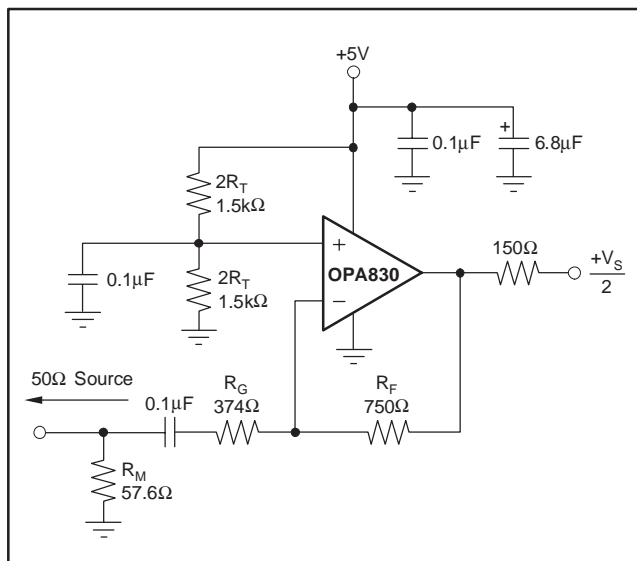 +5V
0.1μF
6.8μF
+
2R_T
1.5kΩ
0.1μF
2R_T
1.5kΩ
+
OPA830
−
150Ω
+V_S
2
50Ω Source
0.1μF
R_G
374Ω
R_F
750Ω
R_M
57.6Ω